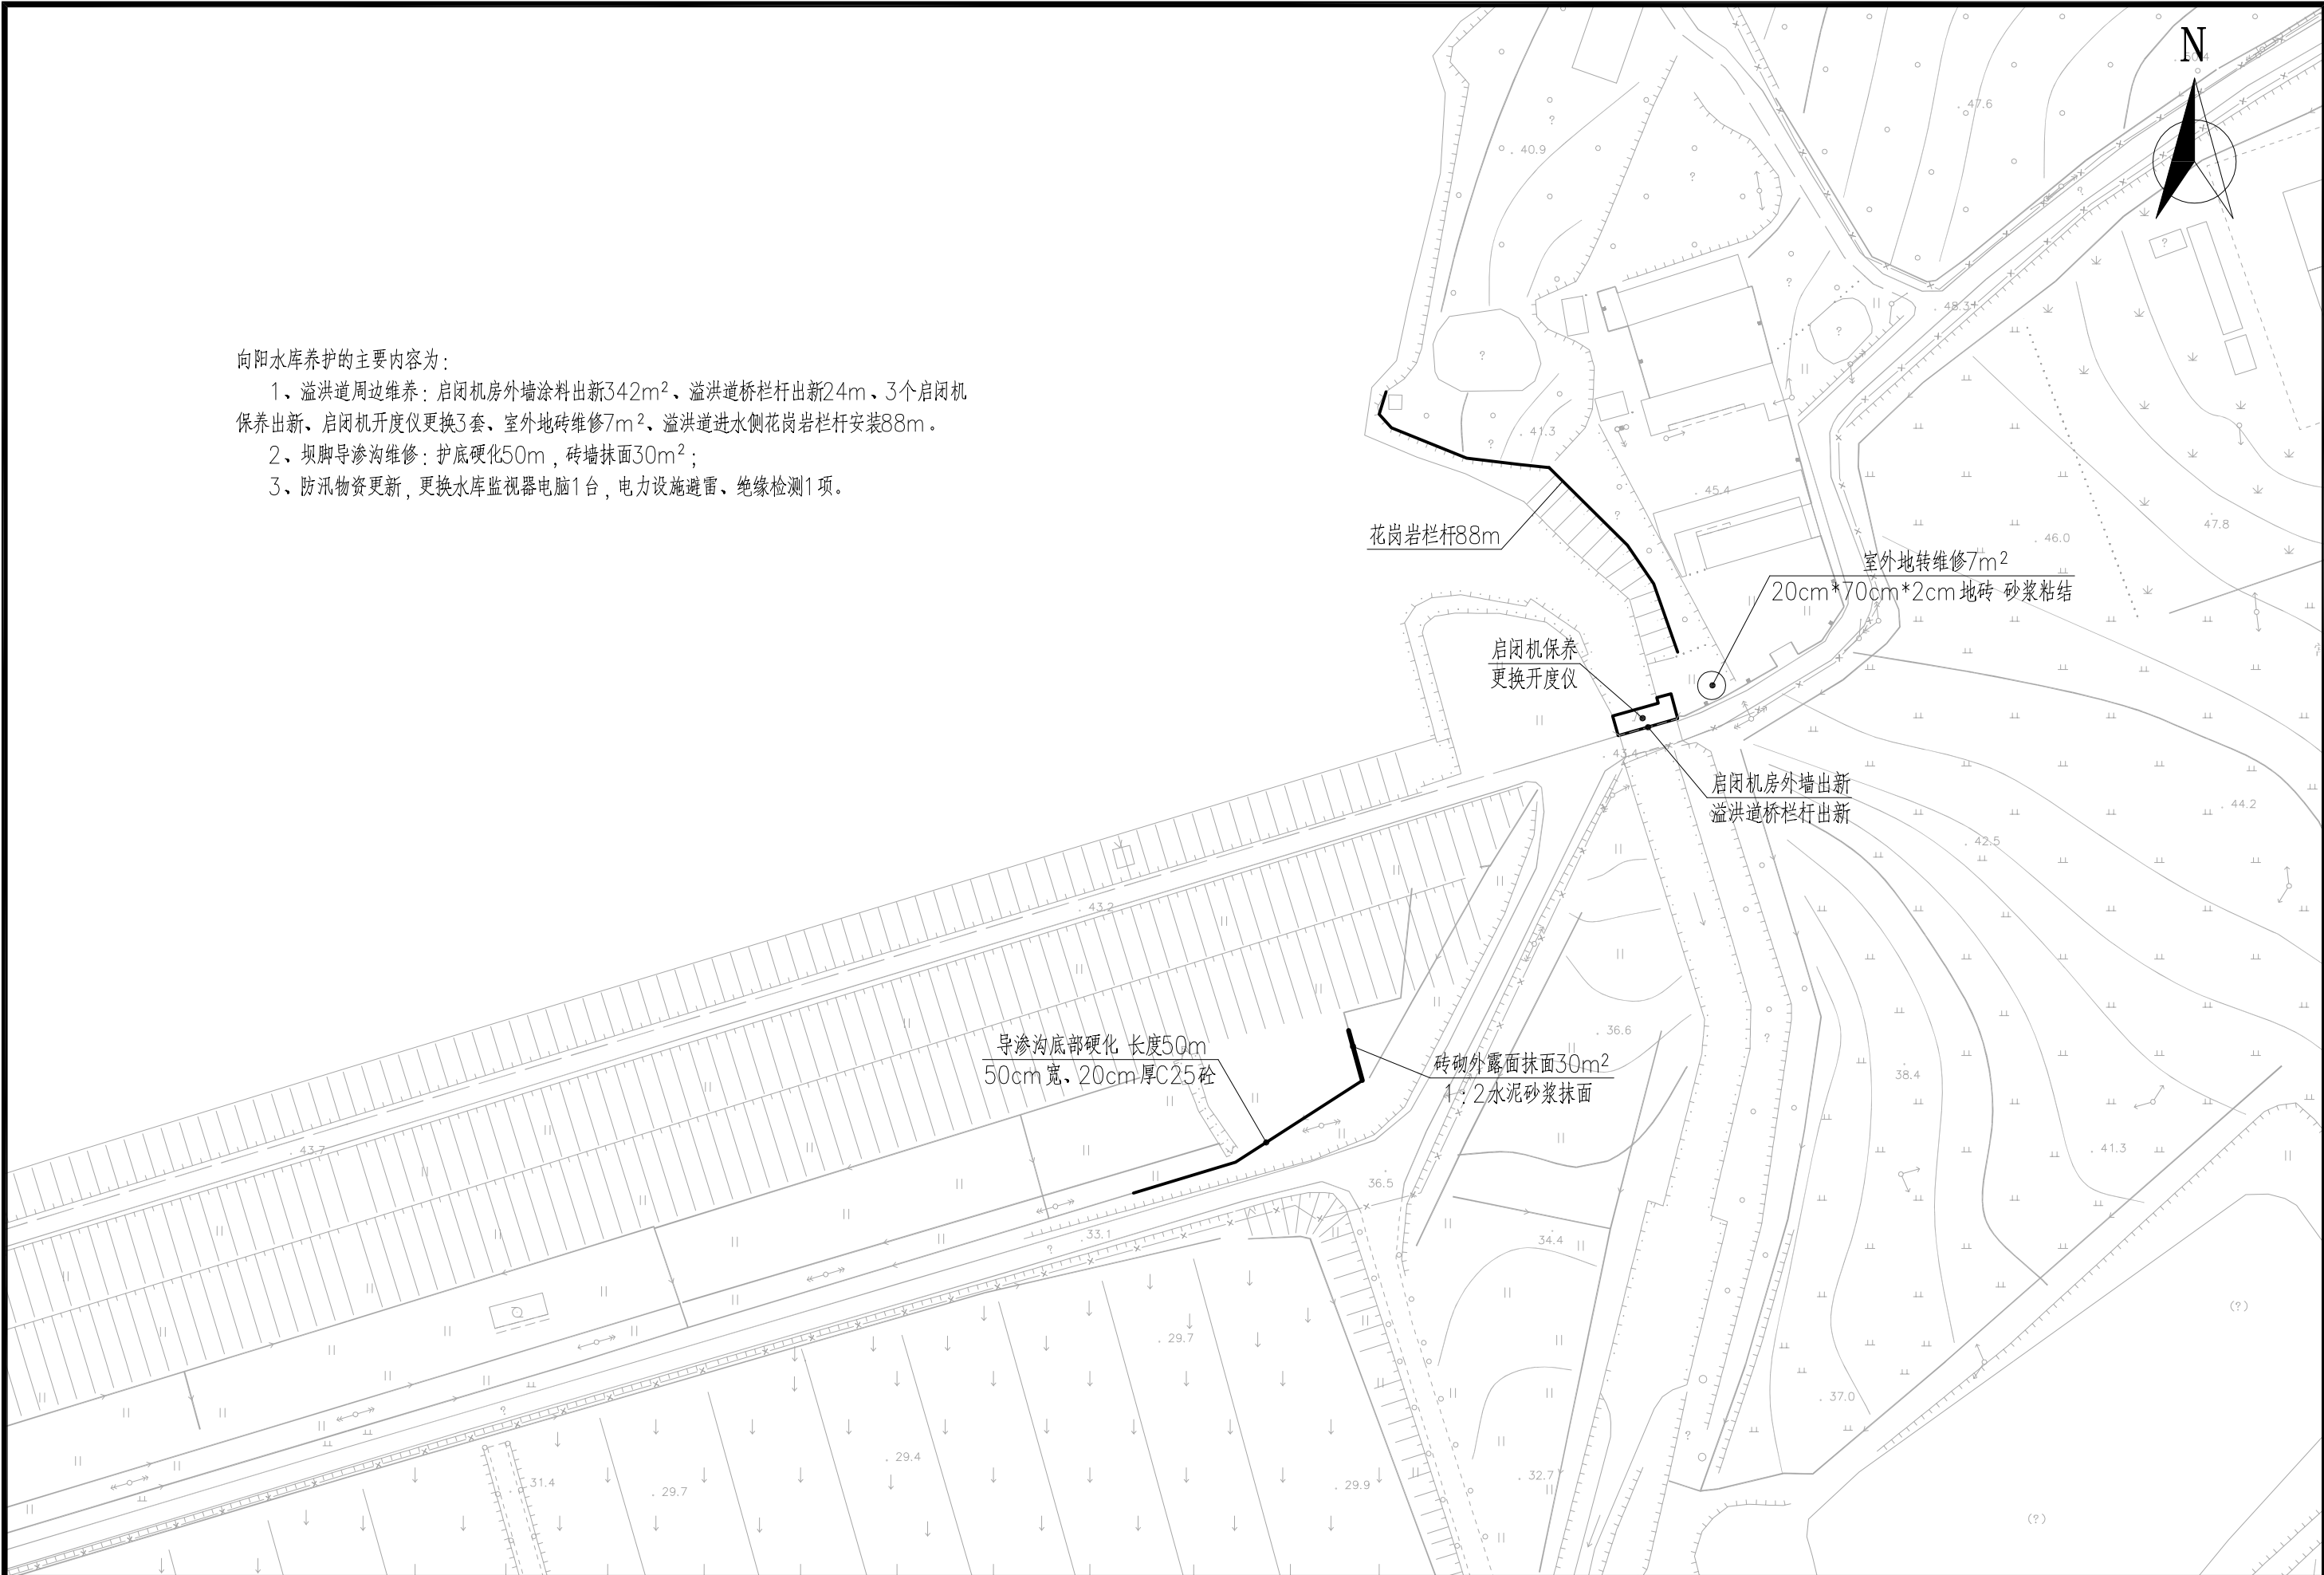 N
50.4
47.6
40.9
48.3
向阳水库养护的主要内容为：
1、溢洪道周边维养：启闭机房外墙涂料出新342m²、溢洪道桥栏杆出新24m、3个启闭机
保养出新、启闭机开度仪更换3套、室外地砖维修7m²、溢洪道进水侧花岗岩栏杆安装88m。
2、坝脚导渗沟维修：护底硬化50m，砖墙抹面30m²；
3、防汛物资更新，更换水库监视器电脑1台，电力设施避雷、绝缘检测1项。
41.3
45.4
47.8
46.0
花岗岩栏杆88m
室外地转维修7m²
20cm*70cm*2cm地砖 砂浆粘结
启闭机保养
更换开度仪
43.4
启闭机房外墙出新
溢洪道桥栏杆出新
44.2
42.5
43.2
36.6
导渗沟底部硬化 长度50m
50cm宽、20cm厚C25砼
砖砌外露面抹面30m²
1：2水泥砂浆抹面
38.4
43.7
41.3
36.5
33.1
34.4
(?)
29.7
37.0
29.4
31.4
29.7
29.9
32.7
(?)